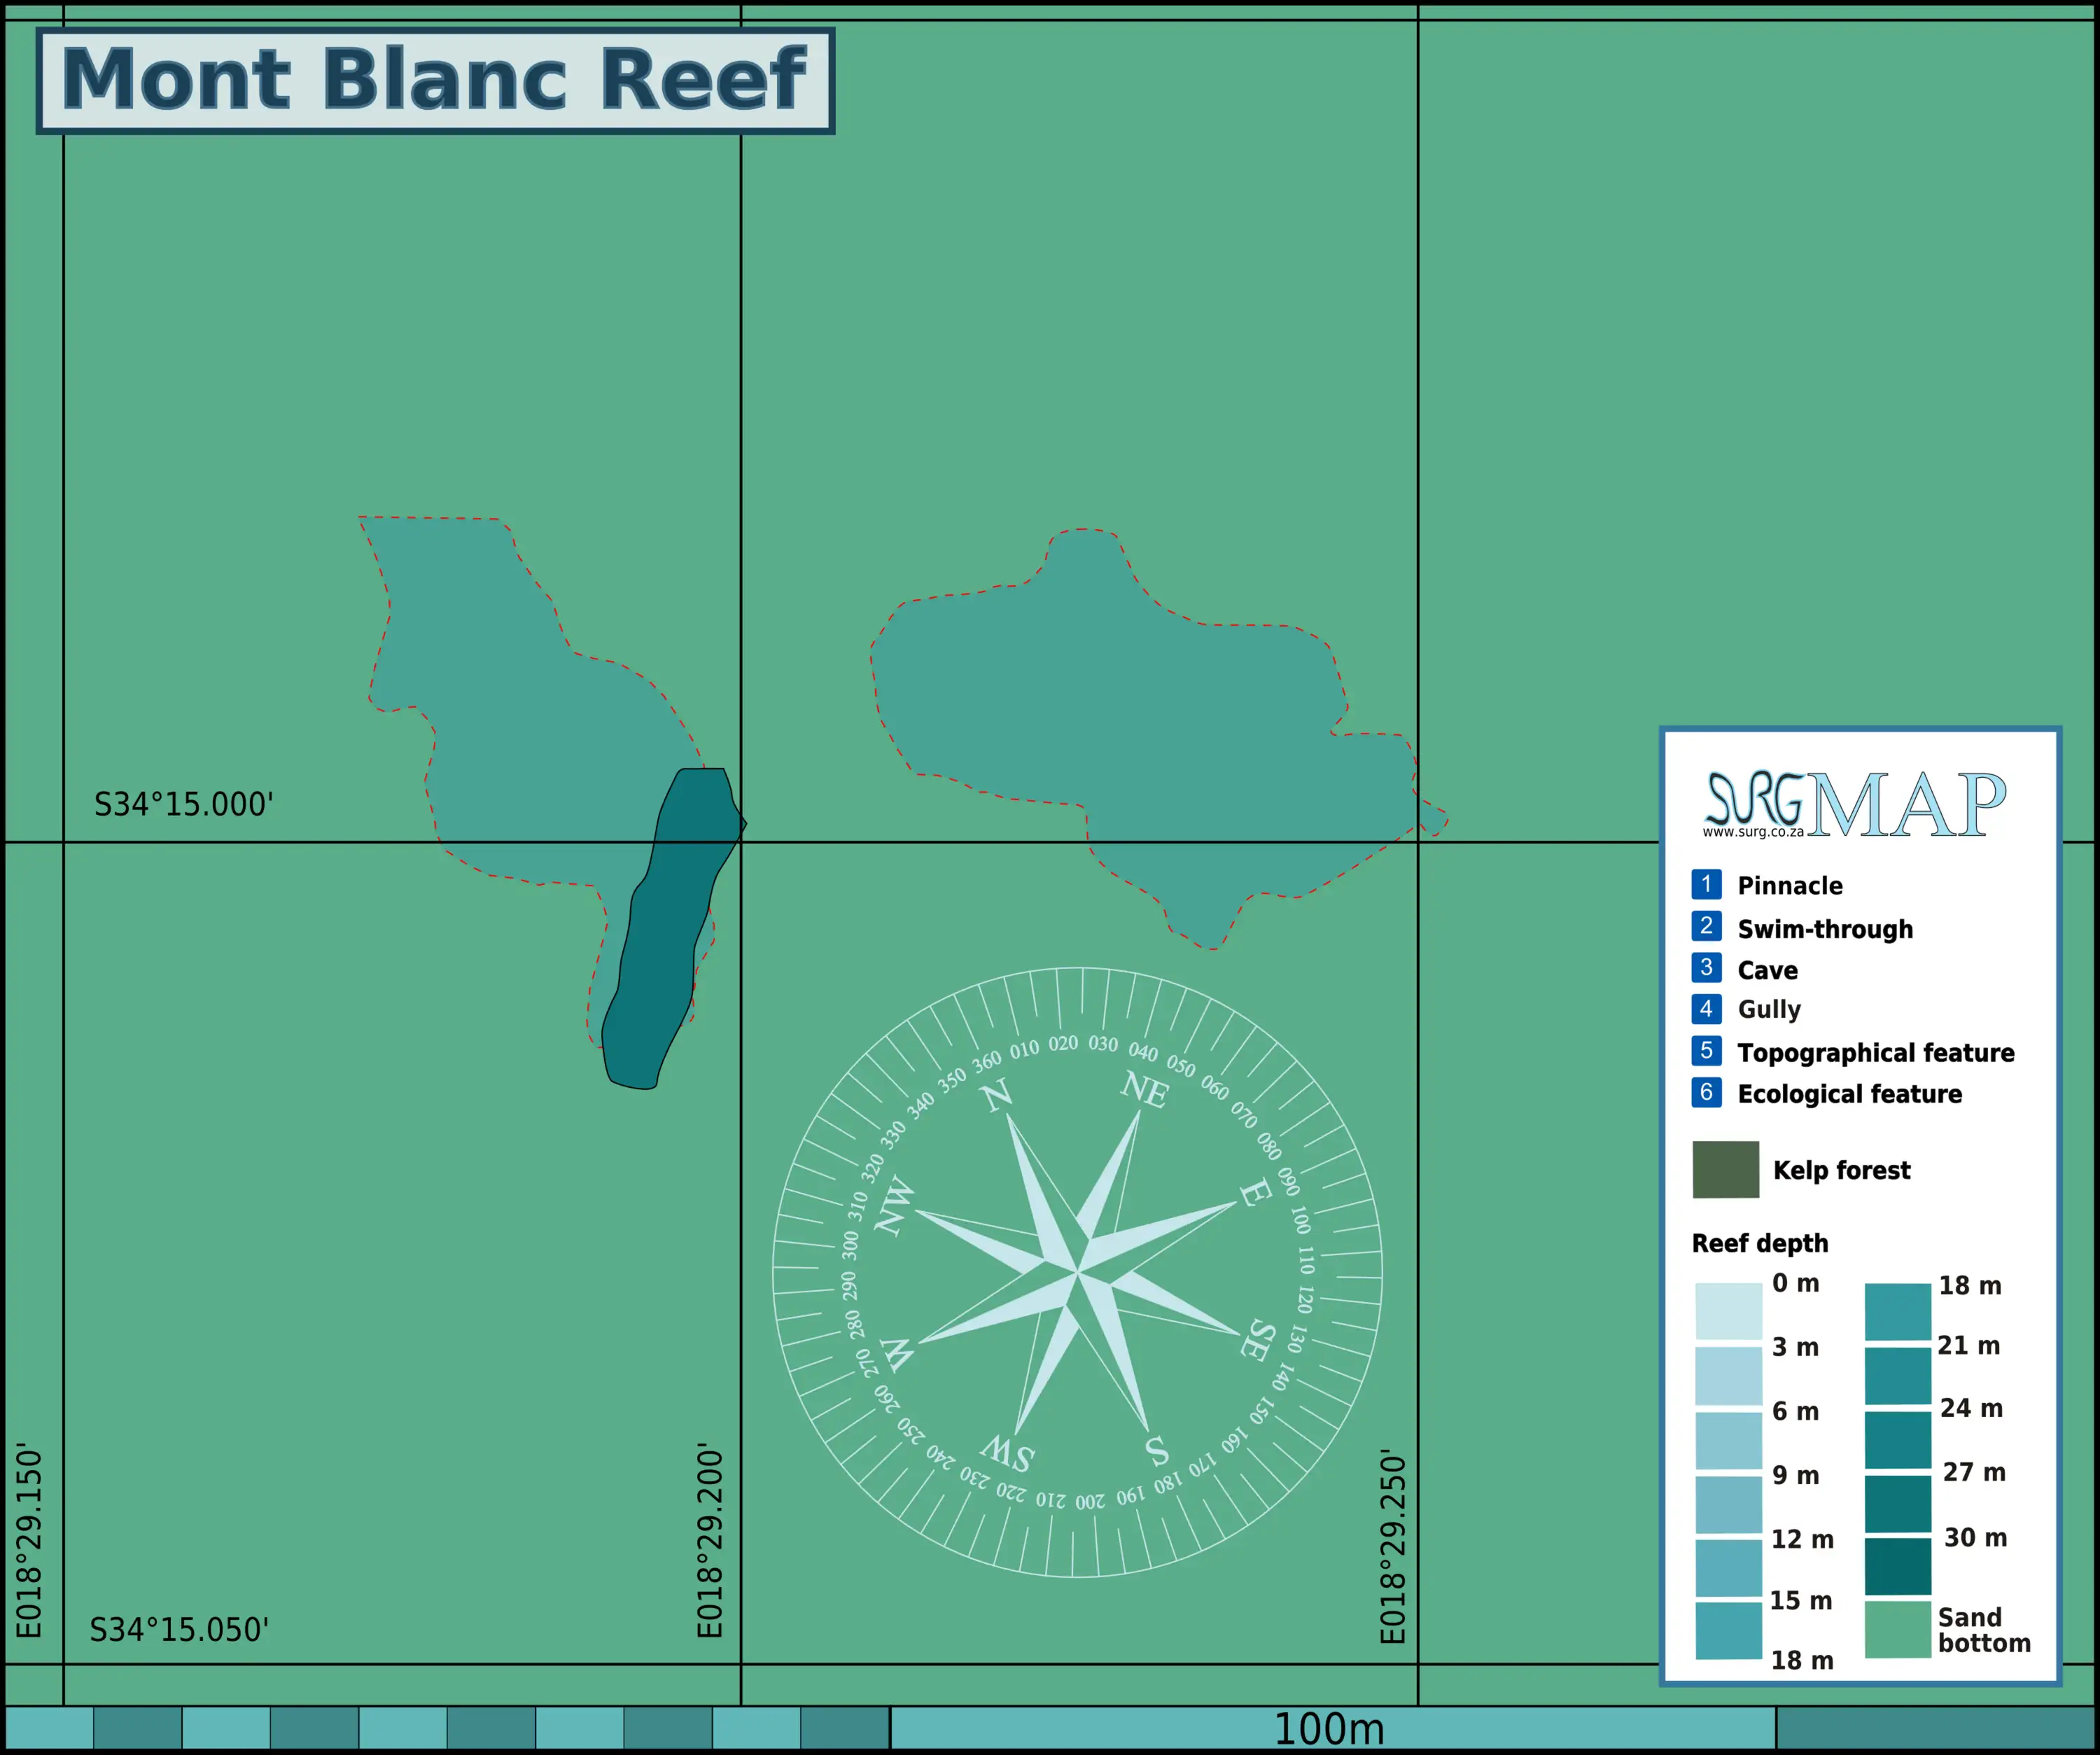 Mont Blanc Reef
S34°15.000'
E018°29.150'
E018°29.200'
E018°29.250'
S34°15.050'
N
NE
E
SE
S
SW
W
NW
360
010
020
030
040
050
060
070
080
090
100
110
120
130
140
150
160
170
180
190
200
210
220
230
240
250
260
270
280
290
300
310
320
330
340
350
100m
SURG MAP
www.surg.co.za
1 Pinnacle
2 Swim-through
3 Cave
4 Gully
5 Topographical feature
6 Ecological feature
Kelp forest
Reef depth
0 m
3 m
6 m
9 m
12 m
15 m
18 m
18 m
21 m
24 m
27 m
30 m
Sand
bottom